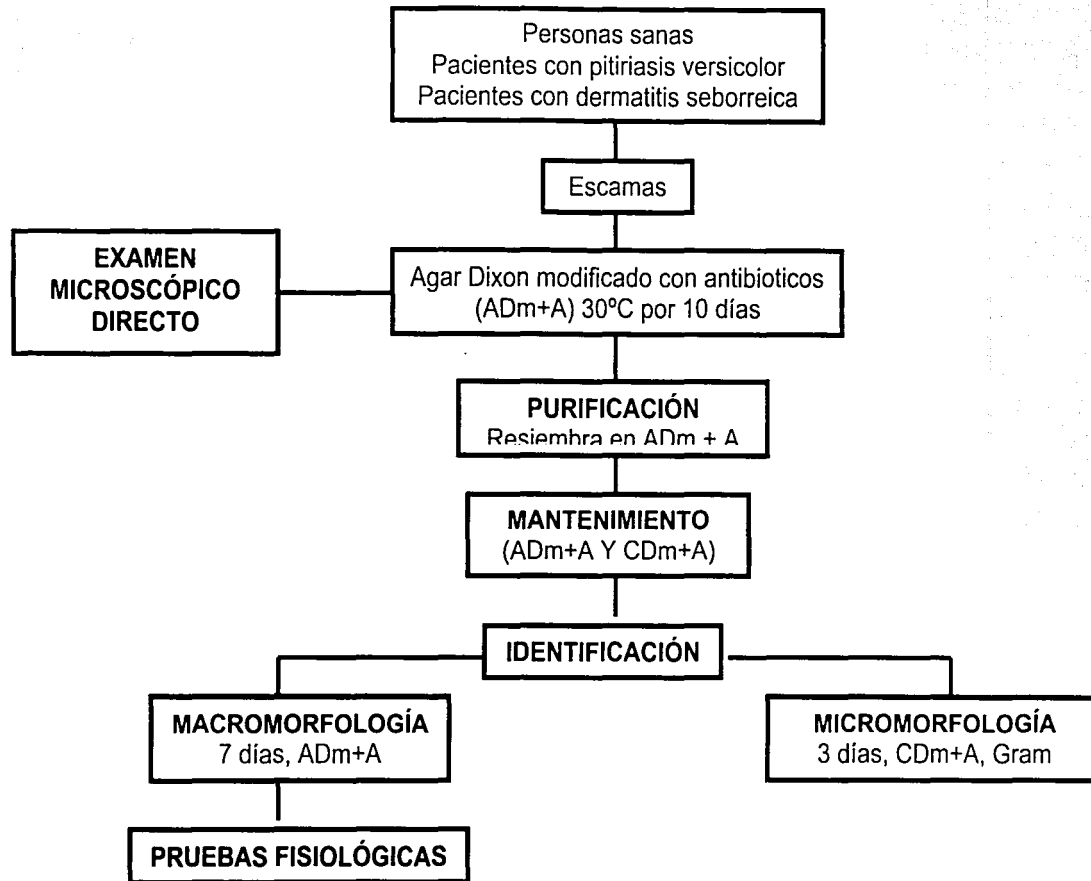 Personas sanas
Pacientes con pitiriasis versicolor
Pacientes con dermatitis seborreica
Escamas
EXAMEN
MICROSCÓPICO
DIRECTO
Agar Dixon modificado con antibioticos
(ADm+A) 30ºC por 10 días
PURIFICACIÓN
Resiembra en ADm + A
MANTENIMIENTO
(ADm+A Y CDm+A)
IDENTIFICACIÓN
MACROMORFOLOGÍA
7 días, ADm+A
MICROMORFOLOGÍA
3 días, CDm+A, Gram
PRUEBAS FISIOLÓGICAS